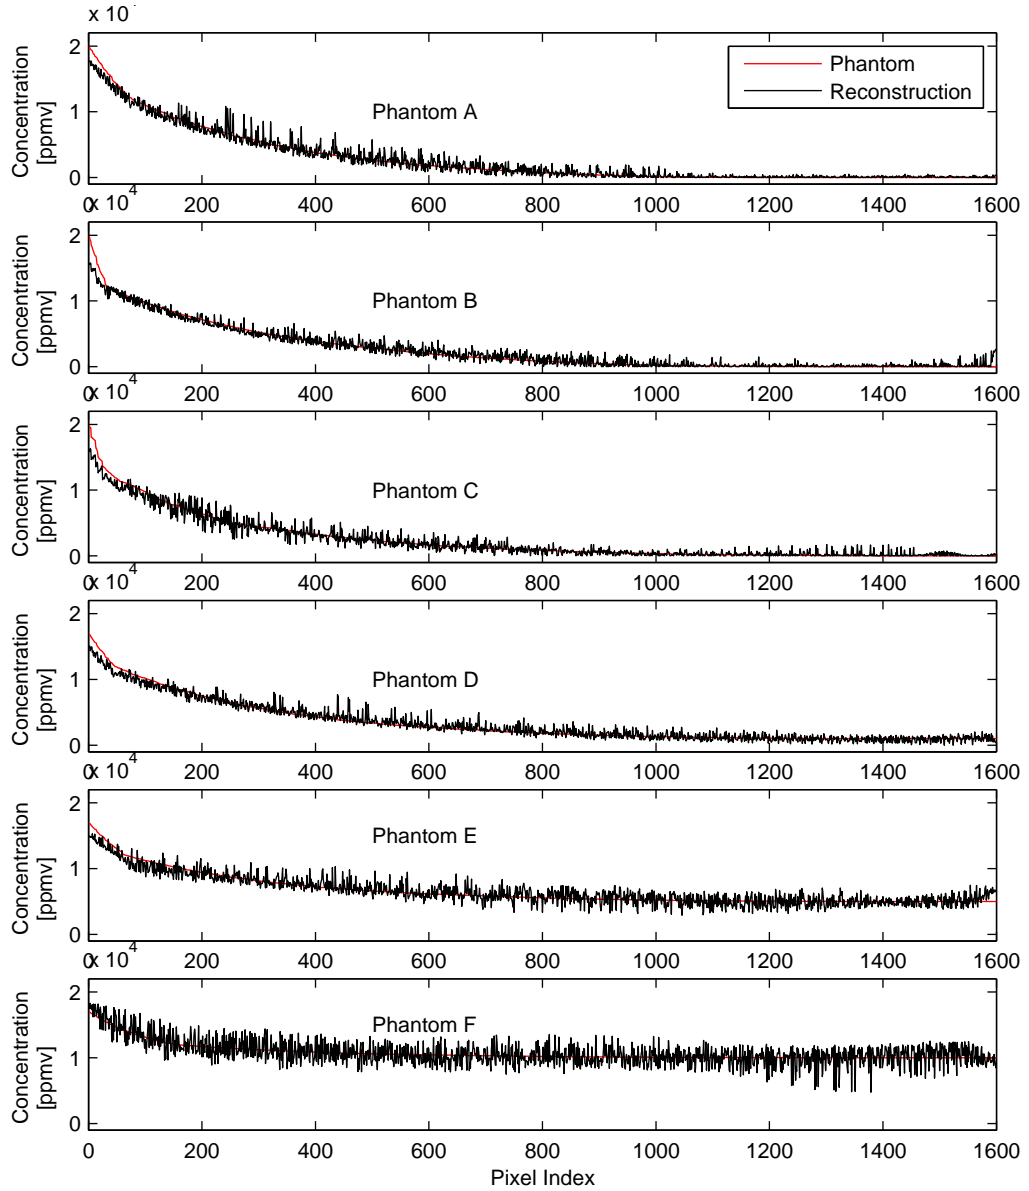 x 10
2
1
0
Concentration
[ppmv]
Phantom A
Phantom
Reconstruction
0 200 400 600 800 1000 1200 1400 1600
x 10^4
2
1
0
Concentration
[ppmv]
Phantom B
0 200 400 600 800 1000 1200 1400 1600
x 10^4
2
1
0
Concentration
[ppmv]
Phantom C
0 200 400 600 800 1000 1200 1400 1600
x 10^4
2
1
0
Concentration
[ppmv]
Phantom D
0 200 400 600 800 1000 1200 1400 1600
x 10^4
2
1
0
Concentration
[ppmv]
Phantom E
0 200 400 600 800 1000 1200 1400 1600
x 10^4
2
1
0
Concentration
[ppmv]
Phantom F
0 200 400 600 800 1000 1200 1400 1600
Pixel Index